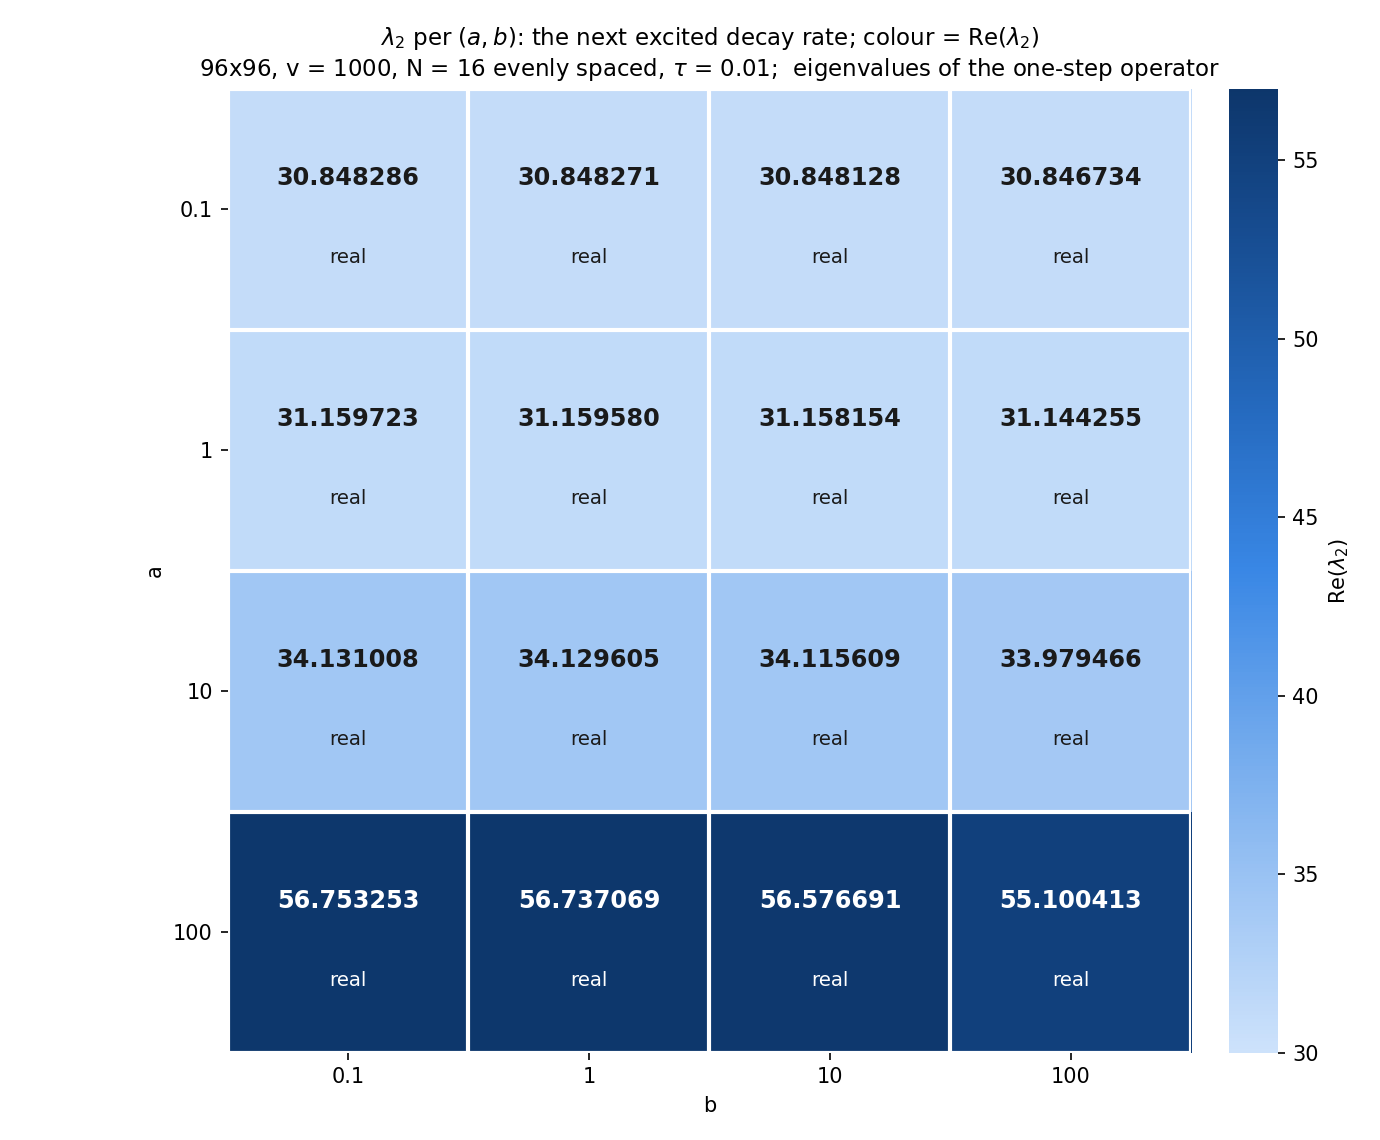 λ₂ per (a, b): the next excited decay rate; colour = Re(λ₂)
96x96, v = 1000, N = 16 evenly spaced, τ = 0.01;  eigenvalues of the one-step operator
30.848286 30.848271 30.848128 30.846734
0.1
real real real real
31.159723 31.159580 31.158154 31.144255
1
real real real real
a
34.131008 34.129605 34.115609 33.979466
10
real real real real
56.753253 56.737069 56.576691 55.100413
100
real real real real
0.1 1 10 100
b
55
50
45
40
35
30
Re(λ₂)